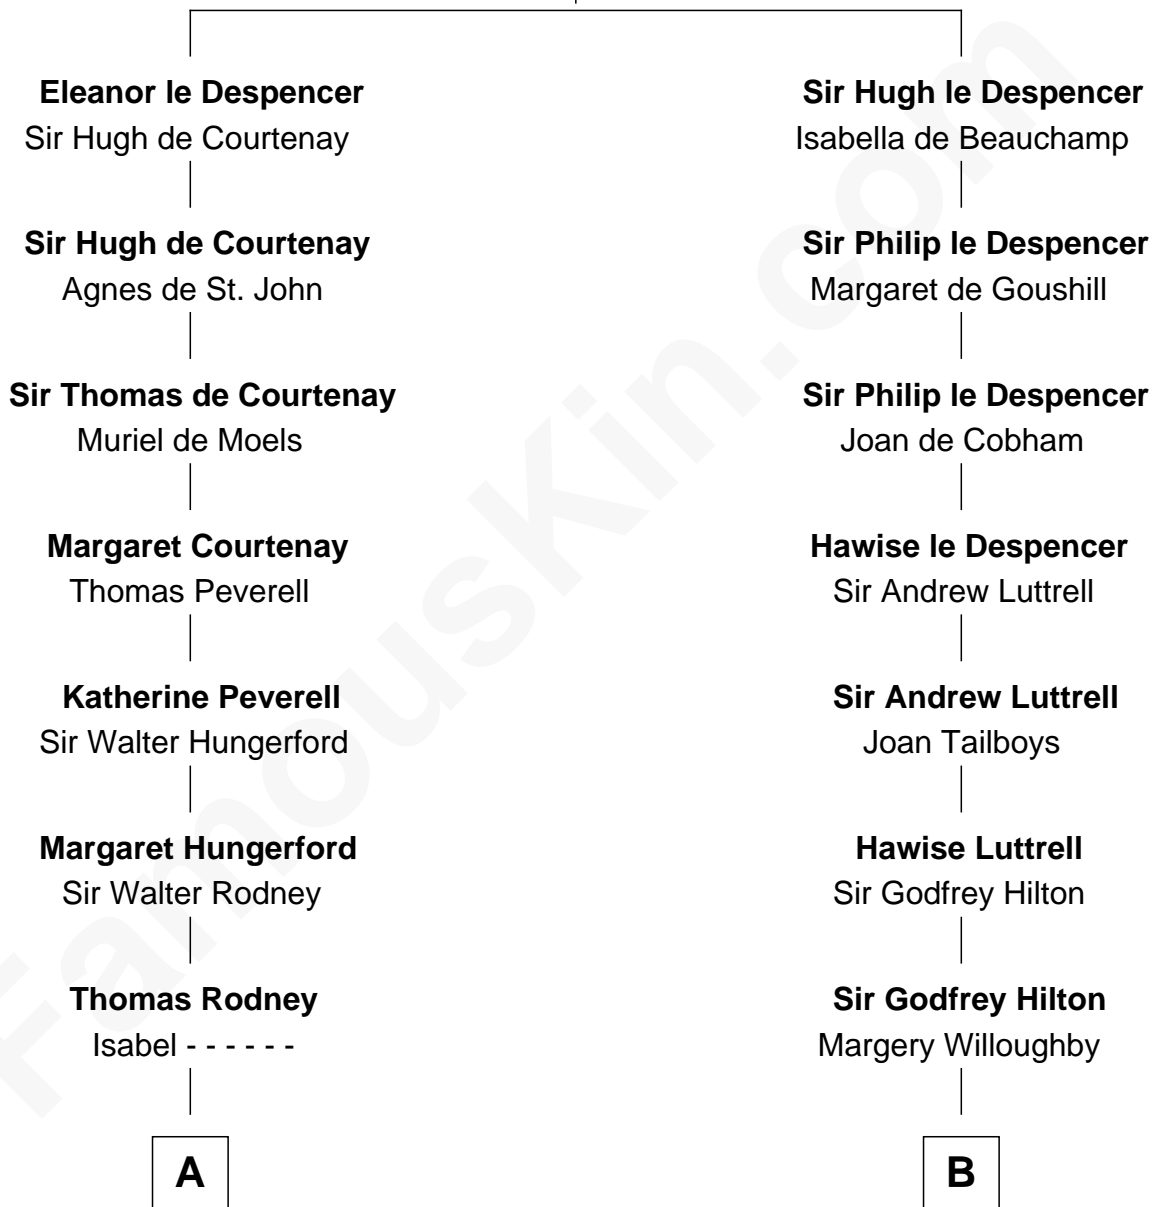 Eleanor le Despencer
Sir Hugh de Courtenay
Sir Hugh le Despencer
Isabella de Beauchamp
Sir Hugh de Courtenay
Agnes de St. John
Sir Philip le Despencer
Margaret de Goushill
Sir Thomas de Courtenay
Muriel de Moels
Sir Philip le Despencer
Joan de Cobham
Margaret Courtenay
Thomas Peverell
Hawise le Despencer
Sir Andrew Luttrell
Katherine Peverell
Sir Walter Hungerford
Sir Andrew Luttrell
Joan Tailboys
Margaret Hungerford
Sir Walter Rodney
Hawise Luttrell
Sir Godfrey Hilton
Thomas Rodney
Isabel - - - - - -
Sir Godfrey Hilton
Margery Willoughby
A
B
FamousKin.com